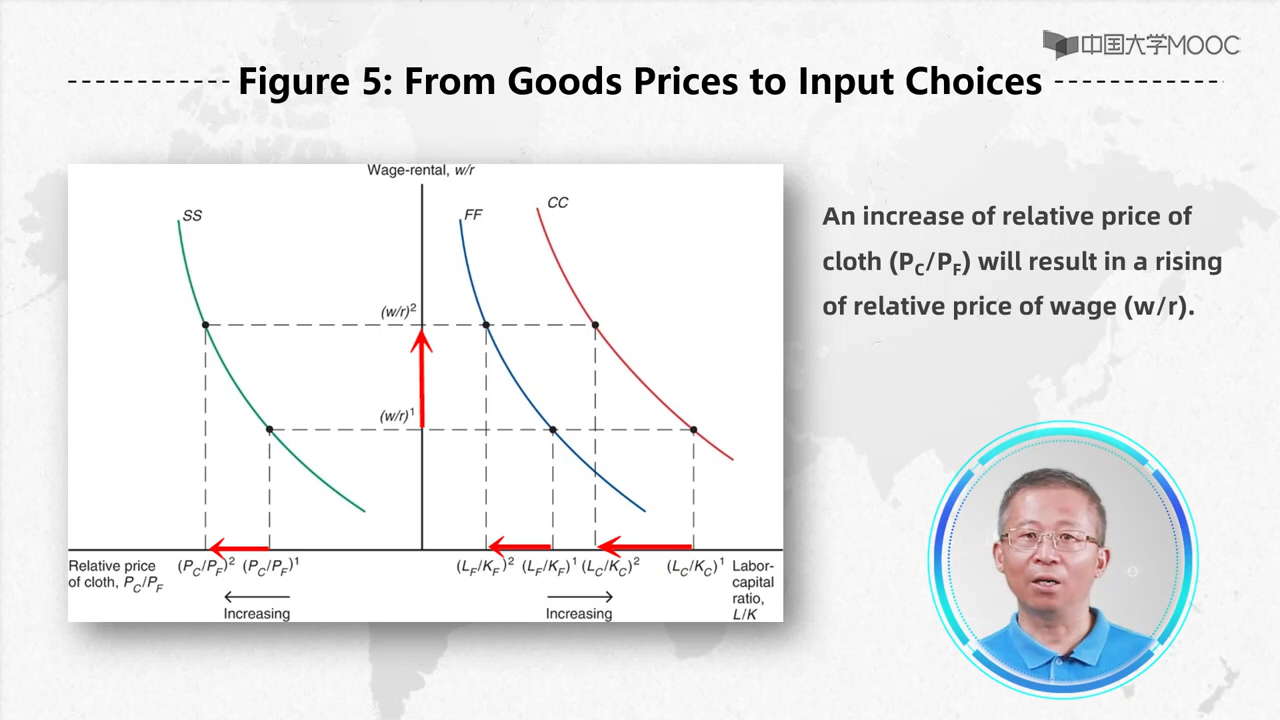 中国大学MOOC
Figure 5: From Goods Prices to Input Choices
Wage-rental, w/r
SS
FF
CC
(w/r)²
(w/r)¹
Relative price
of cloth, P_C/P_F
(P_C/P_F)² (P_C/P_F)¹
(L_F/K_F)² (L_F/K_F)¹ (L_C/K_C)² (L_C/K_C)¹
Labor-
capital
ratio,
L/K
Increasing
Increasing
An increase of relative price of
cloth (P_C/P_F) will result in a rising
of relative price of wage (w/r).